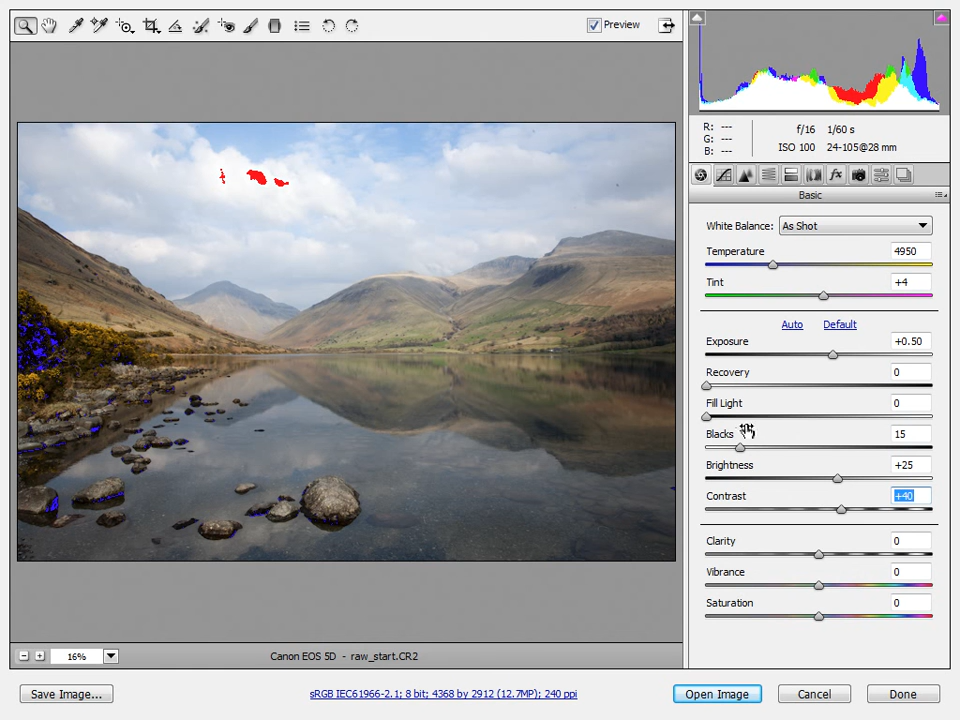 Preview
R: ---
G: ---
B: ---
f/16 1/60 s
ISO 100 24-105@28 mm
fx
Basic
White Balance: As Shot
Temperature 4950
Tint +4
Auto Default
Exposure +0.50
Recovery 0
Fill Light 0
Blacks 15
Brightness +25
Contrast +40
Clarity 0
Vibrance 0
Saturation 0
16% Canon EOS 5D - raw_start.CR2
Save Image... sRGB IEC61966-2.1; 8 bit; 4368 by 2912 (12.7MP); 240 ppi Open Image Cancel Done